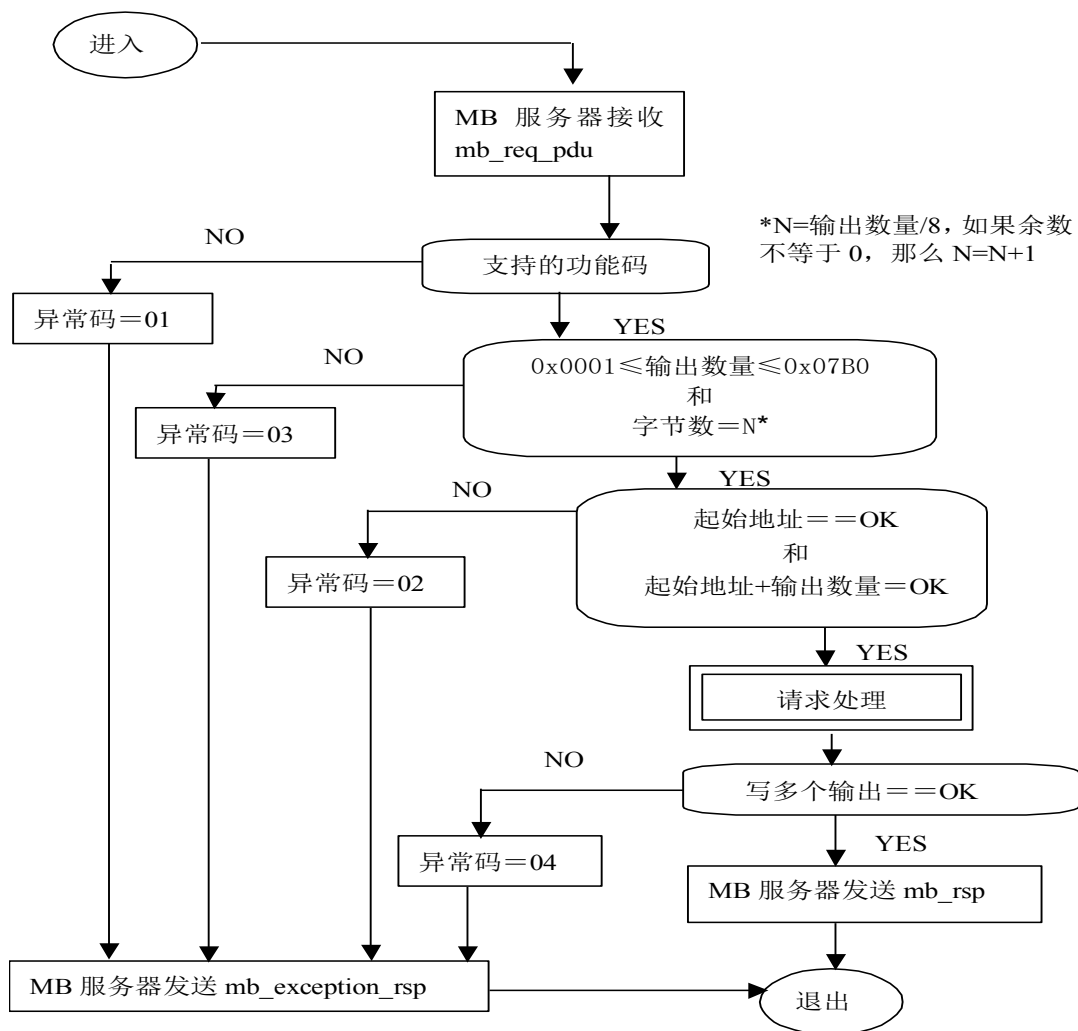 进入
MB 服务器接收
mb_req_pdu
*N=输出数量/8，如果余数
不等于 0，那么 N=N+1
NO
支持的功能码
异常码＝01
YES
NO
0x0001≤输出数量≤0x07B0
和
字节数＝N*
异常码＝03
YES
NO
起始地址＝＝OK
和
起始地址+输出数量＝OK
异常码＝02
YES
请求处理
NO
写多个输出＝＝OK
YES
异常码＝04
MB 服务器发送 mb_rsp
MB 服务器发送 mb_exception_rsp
退出